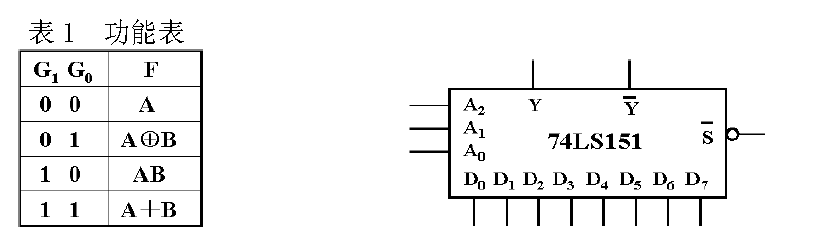 表1 功能表
G₁ G₀ F
0 0 A
0 1 A⊕B
1 0 AB
1 1 A+B
A₂ Y Y̅
A₁
74LS151 S̅
A₀
D₀ D₁ D₂ D₃ D₄ D₅ D₆ D₇